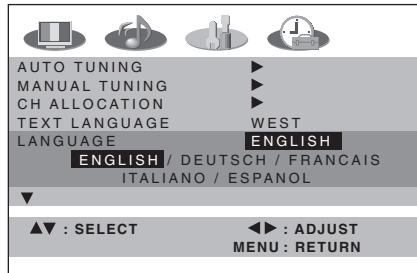 AUTO TUNING ▶
MANUAL TUNING ▶
CH ALLOCATION ▶
TEXT LANGUAGE WEST
LANGUAGE ENGLISH
ENGLISH / DEUTSCH / FRANCAIS
ITALIANO / ESPANOL
▼
▲▼ : SELECT ◀▶ : ADJUST
MENU : RETURN